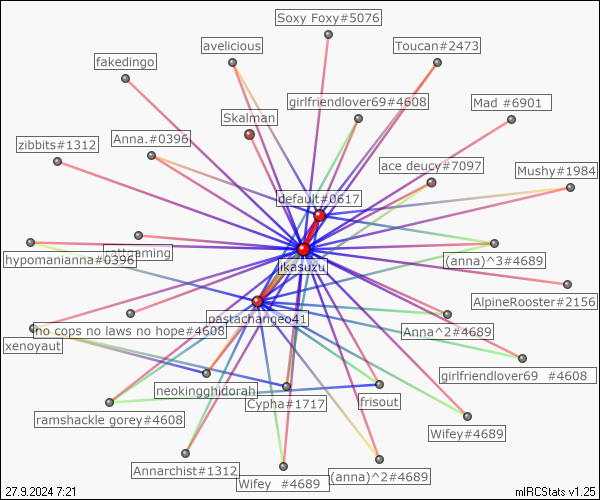 Soxy Foxy#5076
avelicious
Toucan#2473
fakedingo
girlfriendlover69#4608
Mad #6901
Skalman
zibbits#1312
Anna.#0396
ace deucy#7097
Mushy#1984
default#0617
hypomanianna#0396
ikasuzu
(anna)^3#4689
AlpineRooster#2156
no cops no laws no hope#4608
pastachangeo41
Anna^2#4689
xenoyaut
girlfriendlover69 #4608
neokingghidorah
Cypha#1717
frisout
ramshackle gorey#4608
Wifey#4689
Annarchist#1312
Wifey #4689
(anna)^2#4689
27.9.2024 7:21
mIRCStats v1.25